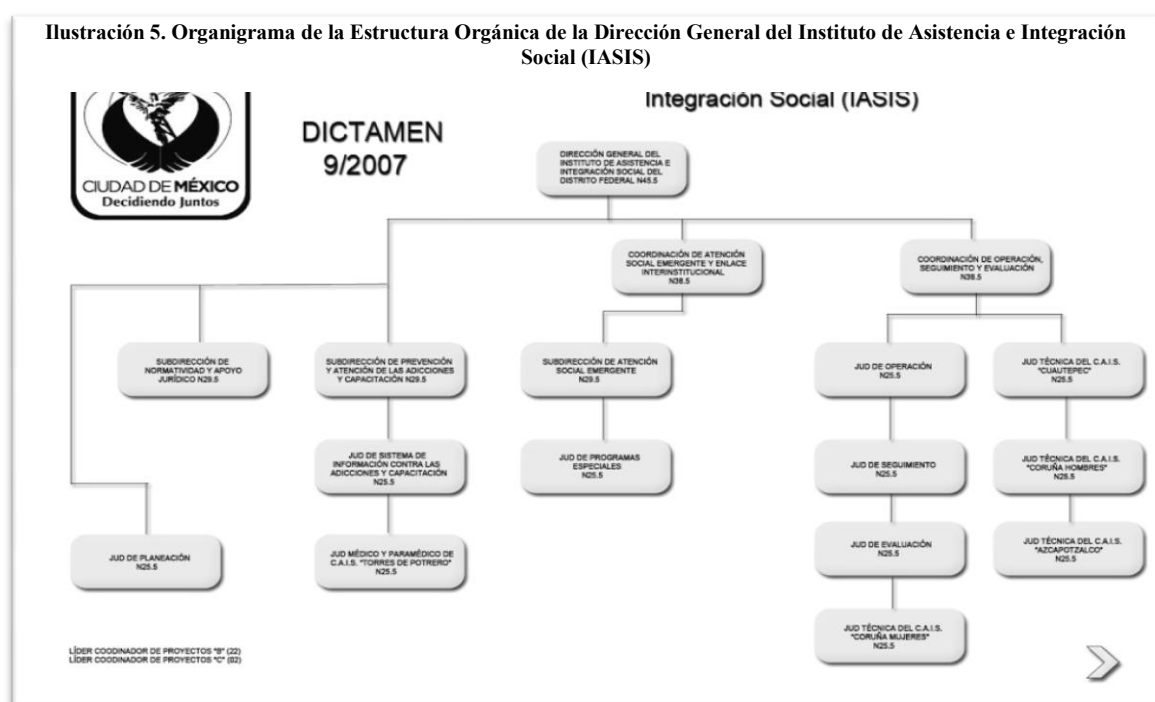 Ilustración 5. Organigrama de la Estructura Orgánica de la Dirección General del Instituto de Asistencia e Integración
Social (IASIS)
Integración Social (IASIS)
CIUDAD DE MÉXICO
Decidiendo Juntos
DICTAMEN
9/2007
DIRECCIÓN GENERAL DEL
INSTITUTO DE ASISTENCIA E
INTEGRACIÓN SOCIAL DEL
DISTRITO FEDERAL N45.5
COORDINACIÓN DE ATENCIÓN
SOCIAL EMERGENTE Y ENLACE
INTERINSTITUCIONAL
N38.5
COORDINACIÓN DE OPERACIÓN,
SEGUIMIENTO Y EVALUACIÓN
N38.5
SUBDIRECCIÓN DE
NORMATIVIDAD Y APOYO
JURÍDICO N29.5
SUBDIRECCIÓN DE PREVENCIÓN
Y ATENCIÓN DE LAS ADICCIONES
Y CAPACITACIÓN N29.5
SUBDIRECCIÓN DE ATENCIÓN
SOCIAL EMERGENTE
N29.5
JUD DE OPERACIÓN
N25.5
JUD TÉCNICA DEL C.A.I.S.
"CUAUTEPEC"
N25.5
JUD DE SISTEMA DE
INFORMACIÓN CONTRA LAS
ADICCIONES Y CAPACITACIÓN
N25.5
JUD DE PROGRAMAS
ESPECIALES
N25.5
JUD DE SEGUIMIENTO
N25.5
JUD TÉCNICA DEL C.A.I.S.
"CORUÑA HOMBRES"
N25.5
JUD DE PLANEACIÓN
N25.5
JUD MÉDICO Y PARAMÉDICO DE
C.A.I.S. "TORRES DE POTRERO"
N25.5
JUD DE EVALUACIÓN
N25.5
JUD TÉCNICA DEL C.A.I.S.
"AZCAPOTZALCO"
N25.5
JUD TÉCNICA DEL C.A.I.S.
"CORUÑA MUJERES"
N25.5
LÍDER COODINADOR DE PROYECTOS "B" (22)
LÍDER COODINADOR DE PROYECTOS "C" (02)